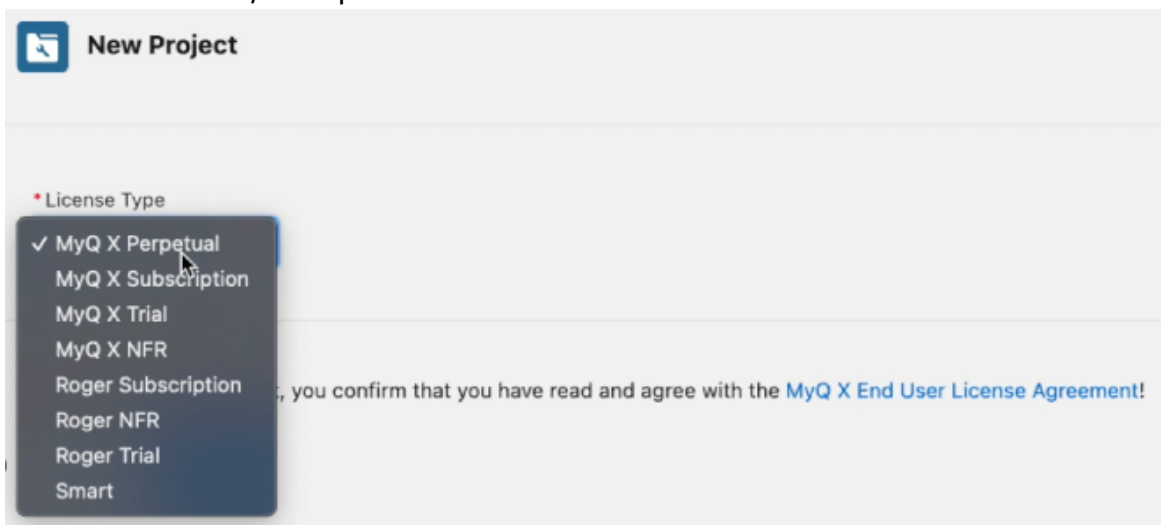 New Project
*License Type
✓ MyQ X Perpetual
MyQ X Subscription
MyQ X Trial
MyQ X NFR
Roger Subscription
, you confirm that you have read and agree with the MyQ X End User License Agreement!
Roger NFR
Roger Trial
Smart